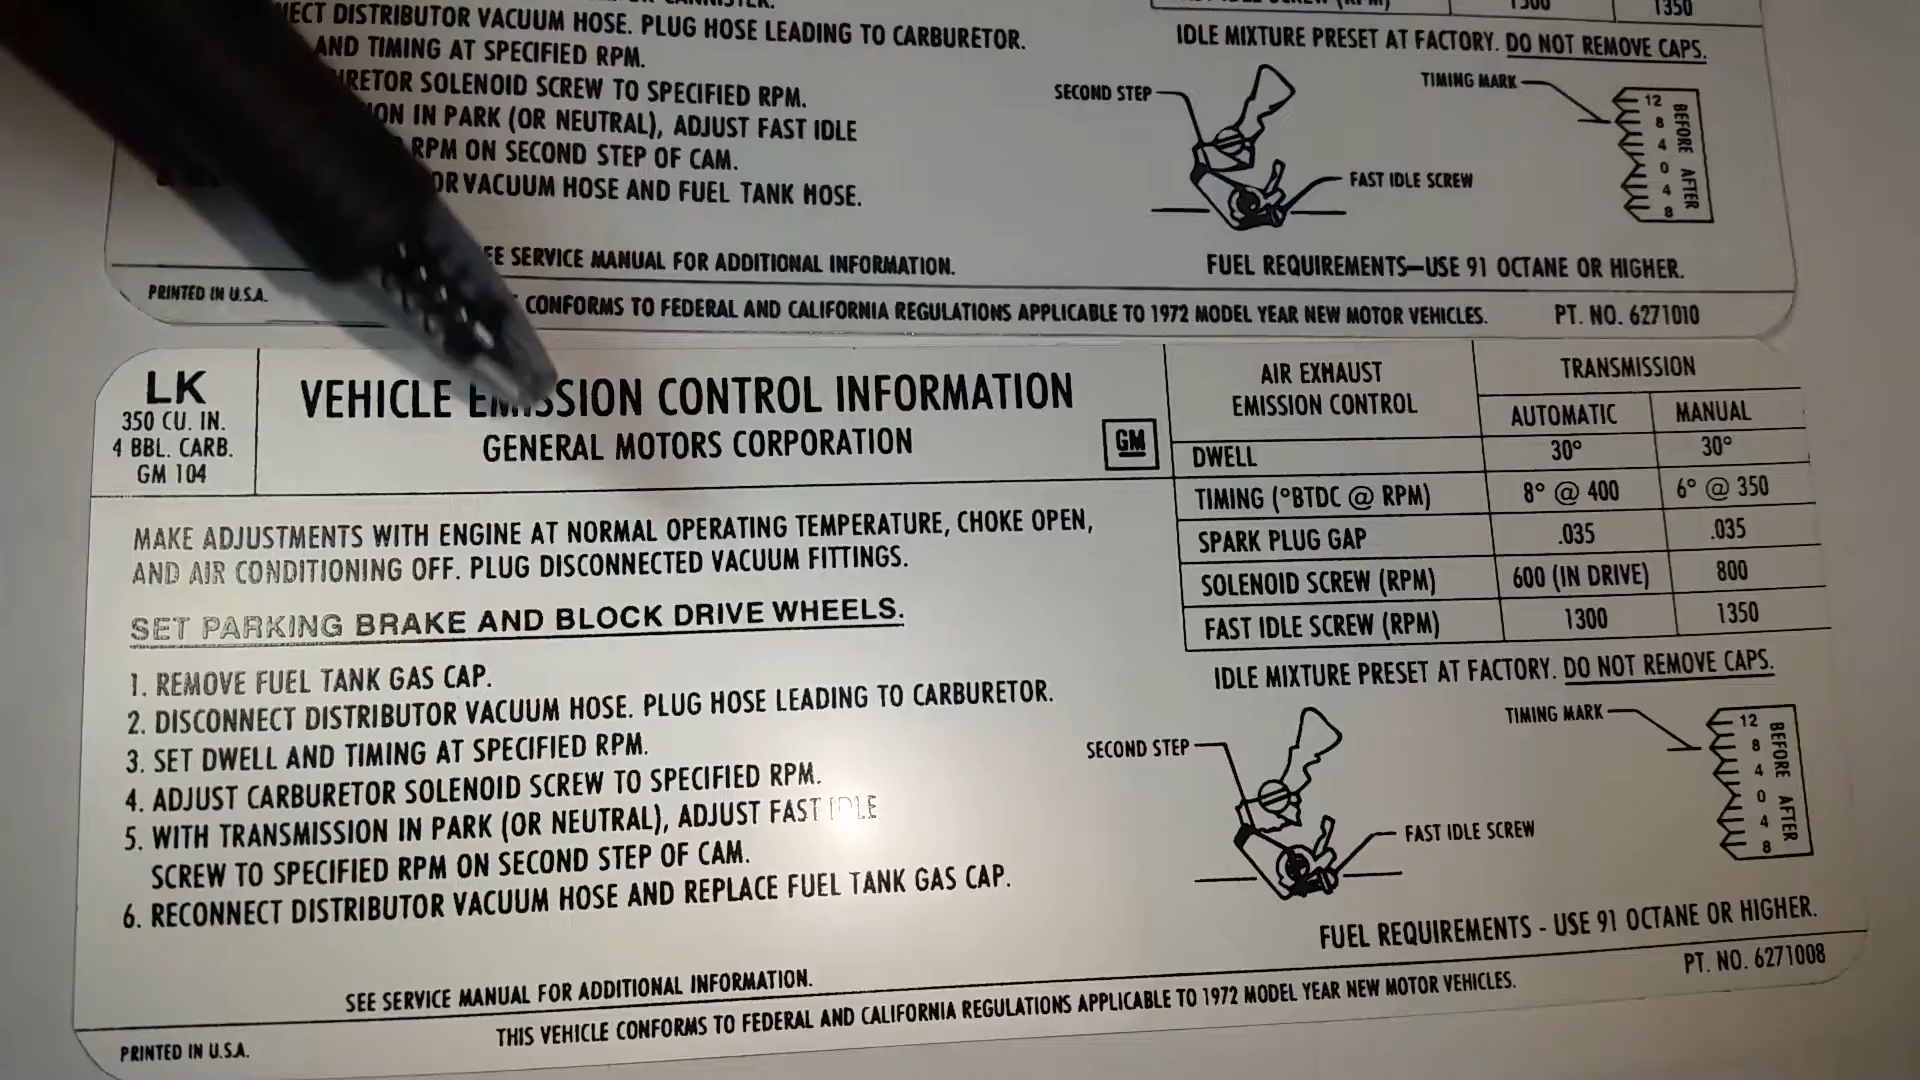 CT DISTRIBUTOR VACUUM HOSE. PLUG HOSE LEADING TO CARBURETOR.
AND TIMING AT SPECIFIED RPM.
SOLENOID SCREW TO SPECIFIED RPM.
IN PARK (OR NEUTRAL), ADJUST FAST IDLE
RPM ON SECOND STEP OF CAM.
OR VACUUM HOSE AND FUEL TANK HOSE.
SERVICE MANUAL FOR ADDITIONAL INFORMATION.
PRINTED IN U.S.A.
CONFORMS TO FEDERAL AND CALIFORNIA REGULATIONS APPLICABLE TO 1972 MODEL YEAR NEW MOTOR VEHICLES.
PT. NO. 6271010
1350
IDLE MIXTURE PRESET AT FACTORY. DO NOT REMOVE CAPS.
SECOND STEP
TIMING MARK
FAST IDLE SCREW
12
8
4
0
4
8
BEFORE
AFTER
FUEL REQUIREMENTS—USE 91 OCTANE OR HIGHER.
LK
350 CU. IN.
4 BBL. CARB.
GM 104
VEHICLE EMISSION CONTROL INFORMATION
GENERAL MOTORS CORPORATION
GM
AIR EXHAUST
EMISSION CONTROL
TRANSMISSION
AUTOMATIC MANUAL
DWELL 30° 30°
TIMING (°BTDC @ RPM) 8° @ 400 6° @ 350
SPARK PLUG GAP .035 .035
SOLENOID SCREW (RPM) 600 (IN DRIVE) 800
FAST IDLE SCREW (RPM) 1300 1350
MAKE ADJUSTMENTS WITH ENGINE AT NORMAL OPERATING TEMPERATURE, CHOKE OPEN,
AND AIR CONDITIONING OFF. PLUG DISCONNECTED VACUUM FITTINGS.
SET PARKING BRAKE AND BLOCK DRIVE WHEELS.
1. REMOVE FUEL TANK GAS CAP.
2. DISCONNECT DISTRIBUTOR VACUUM HOSE. PLUG HOSE LEADING TO CARBURETOR.
3. SET DWELL AND TIMING AT SPECIFIED RPM.
4. ADJUST CARBURETOR SOLENOID SCREW TO SPECIFIED RPM.
5. WITH TRANSMISSION IN PARK (OR NEUTRAL), ADJUST FAST IDLE
SCREW TO SPECIFIED RPM ON SECOND STEP OF CAM.
6. RECONNECT DISTRIBUTOR VACUUM HOSE AND REPLACE FUEL TANK GAS CAP.
IDLE MIXTURE PRESET AT FACTORY. DO NOT REMOVE CAPS.
SECOND STEP
TIMING MARK
FAST IDLE SCREW
12
8
4
0
4
8
BEFORE
AFTER
FUEL REQUIREMENTS - USE 91 OCTANE OR HIGHER.
SEE SERVICE MANUAL FOR ADDITIONAL INFORMATION.
PT. NO. 6271008
THIS VEHICLE CONFORMS TO FEDERAL AND CALIFORNIA REGULATIONS APPLICABLE TO 1972 MODEL YEAR NEW MOTOR VEHICLES.
PRINTED IN U.S.A.